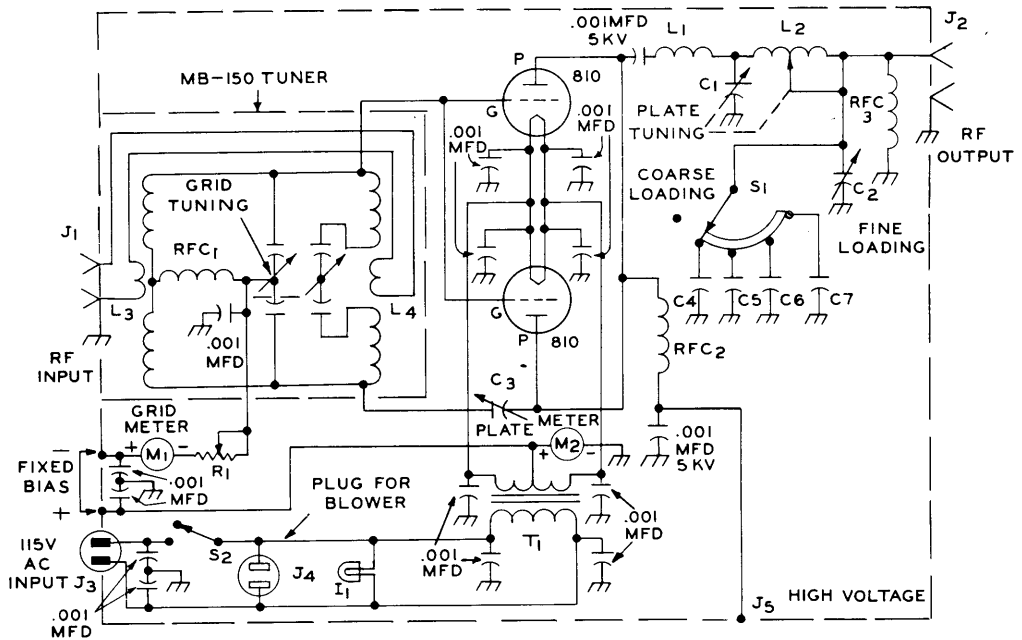 .001MFD
5KV
L1
L2
J2
MB-150 TUNER
P
810
C1
G
.001
MFD
.001
MFD
PLATE
TUNING
RFC
3
RF
OUTPUT
GRID
TUNING
COARSE
LOADING
S1
C2
J1
RFC1
FINE
LOADING
L3
L4
G
C4
C5
C6
C7
.001
MFD
P
810
RFC2
RF
INPUT
C3
GRID
METER
PLATE
METER
+
M1
-
R1
+
M2
-
.001
MFD
5KV
-
FIXED
BIAS
+
.001
MFD
PLUG FOR
BLOWER
.001
MFD
115V
AC
INPUT J3
S2
J4
I1
.001
MFD
T1
J5
HIGH VOLTAGE
.001
MFD